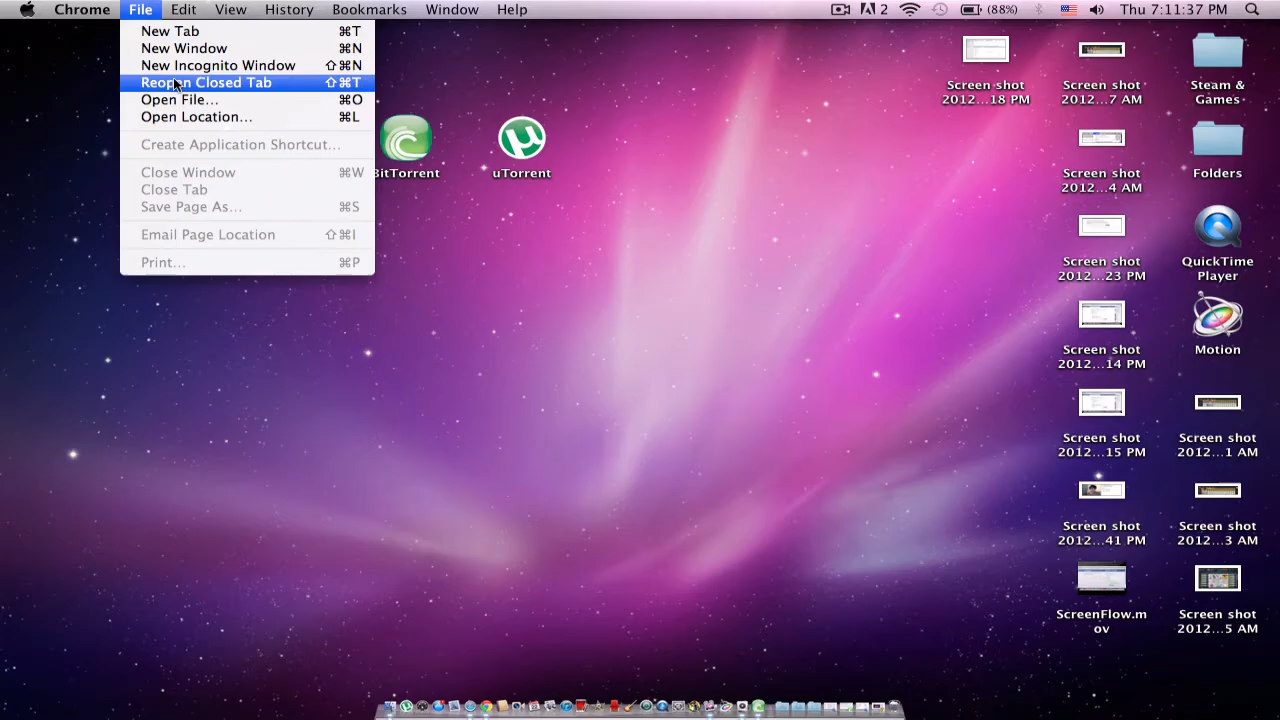 Chrome File Edit View History Bookmarks Window Help 2 (88%) Thu 7:11:37 PM
New Tab ⌘T
New Window ⌘N
New Incognito Window ⇧⌘N
Reopen Closed Tab ⇧⌘T
Open File... ⌘O
Open Location... ⌘L
Create Application Shortcut...
Close Window ⌘W
Close Tab
Save Page As... ⌘S
Email Page Location ⇧⌘I
Print... ⌘P
BitTorrent
uTorrent
Screen shot
2012...18 PM
Screen shot
2012...7 AM
Steam &
Games
Screen shot
2012...4 AM
Folders
Screen shot
2012...23 PM
QuickTime
Player
Screen shot
2012...14 PM
Motion
Screen shot
2012...15 PM
Screen shot
2012...1 AM
Screen shot
2012...41 PM
Screen shot
2012...3 AM
ScreenFlow.m
ov
Screen shot
2012...5 AM